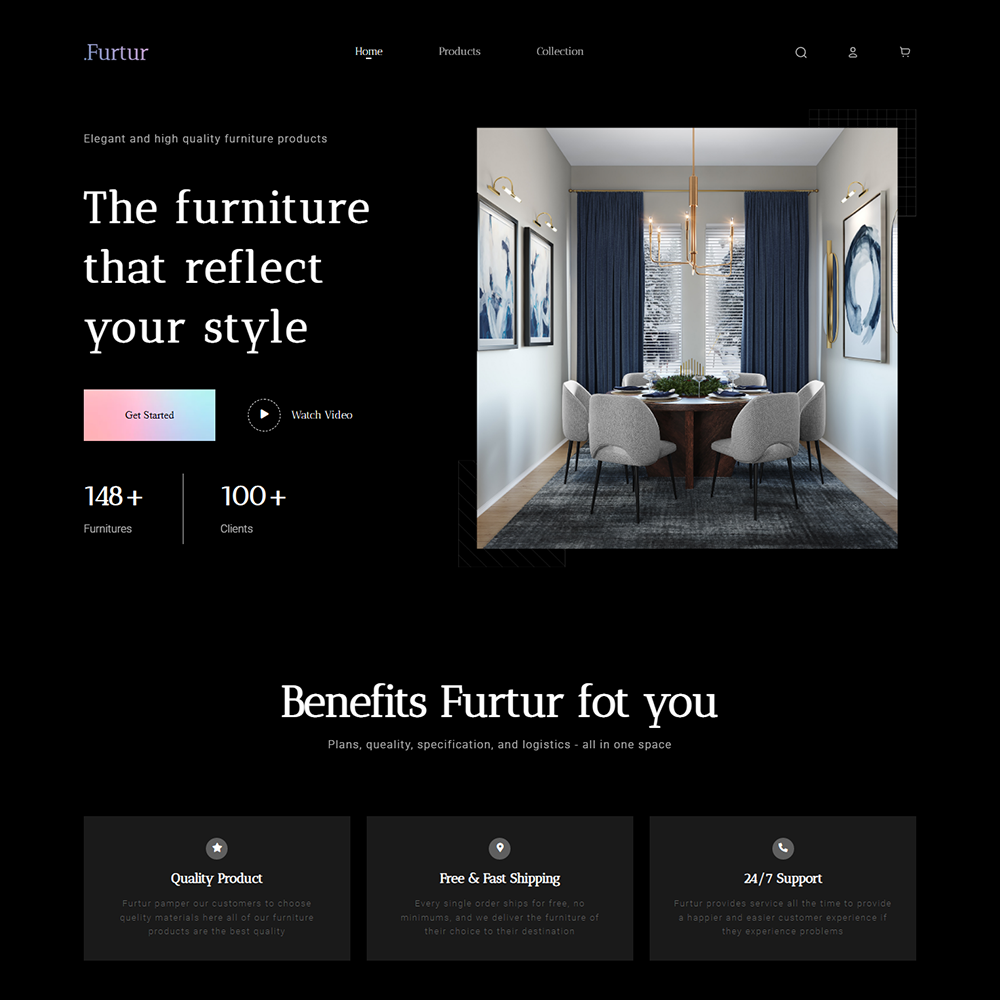 .Furtur
Home Products Collection
Elegant and high quality furniture products
The furniture
that reflect
your style
Get Started
Watch Video
148+
Furnitures
100+
Clients
Benefits Furtur fot you
Plans, queality, specification, and logistics - all in one space
Quality Product
Furtur pamper our customers to choose
quelity materials here all of our furniture
products are the best quality
Free & Fast Shipping
Every single order ships for free, no
minimums, and we deliver the furniture of
their choice to their destination
24/7 Support
Furtur provides service all the time to provide
a happier and easier customer experience if
they experience problems